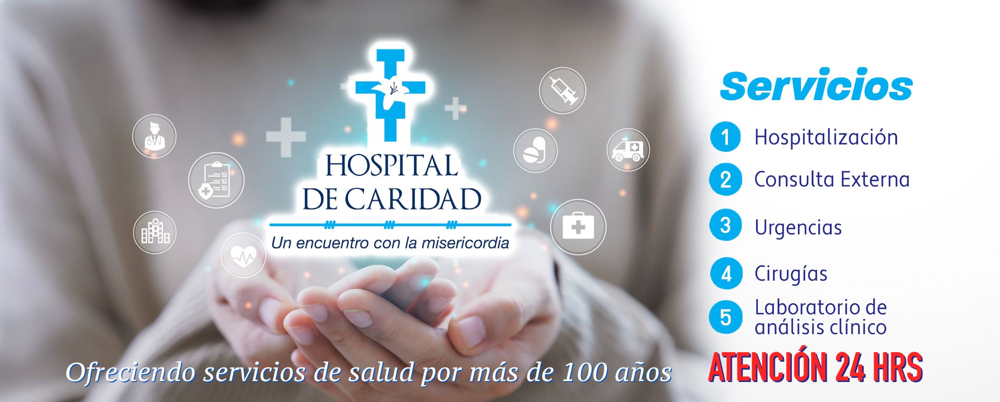 HOSPITAL
DE CARIDAD
Un encuentro con la misericordia
Ofreciendo servicios de salud por más de 100 años
Servicios
1 Hospitalización
2 Consulta Externa
3 Urgencias
4 Cirugías
5 Laboratorio de
análisis clínico
ATENCIÓN 24 HRS